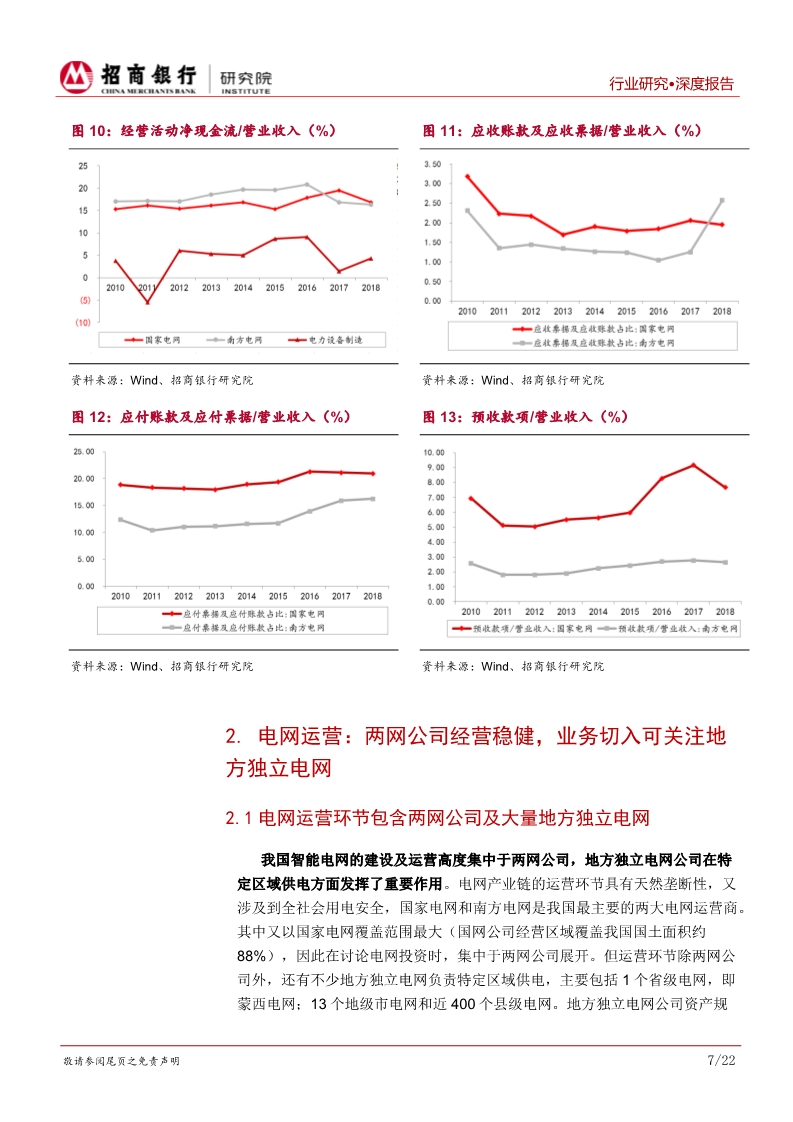 招商银行 研究院
CHINA MERCHANTS BANK INSTITUTE
行业研究•深度报告
图 10：经营活动净现金流/营业收入（%）
25
20
15
10
5
0
(5)
(10)
2010 2011 2012 2013 2014 2015 2016 2017 2018
国家电网 南方电网 电力设备制造
资料来源：Wind、招商银行研究院
图 11：应收账款及应收票据/营业收入（%）
3.50
3.00
2.50
2.00
1.50
1.00
0.50
0.00
2010 2011 2012 2013 2014 2015 2016 2017 2018
应收票据及应收账款占比:国家电网
应收票据及应收账款占比:南方电网
资料来源：Wind、招商银行研究院
图 12：应付账款及应付票据/营业收入（%）
25.00
20.00
15.00
10.00
5.00
0.00
2010 2011 2012 2013 2014 2015 2016 2017 2018
应付票据及应付账款占比:国家电网
应付票据及应付账款占比:南方电网
资料来源：Wind、招商银行研究院
图 13：预收款项/营业收入（%）
10.00
9.00
8.00
7.00
6.00
5.00
4.00
3.00
2.00
1.00
0.00
2010 2011 2012 2013 2014 2015 2016 2017 2018
预收款项/营业收入:国家电网 预收款项/营业收入:南方电网
资料来源：Wind、招商银行研究院
2. 电网运营：两网公司经营稳健，业务切入可关注地
方独立电网
2.1 电网运营环节包含两网公司及大量地方独立电网
我国智能电网的建设及运营高度集中于两网公司，地方独立电网公司在特
定区域供电方面发挥了重要作用。电网产业链的运营环节具有天然垄断性，又
涉及到全社会用电安全，国家电网和南方电网是我国最主要的两大电网运营商。
其中又以国家电网覆盖范围最大（国网公司经营区域覆盖我国国土面积约
88%），因此在讨论电网投资时，集中于两网公司展开。但运营环节除两网公
司外，还有不少地方独立电网负责特定区域供电，主要包括 1 个省级电网，即
蒙西电网；13 个地级市电网和近 400 个县级电网。地方独立电网公司资产规
敬请参阅尾页之免责声明
7/22